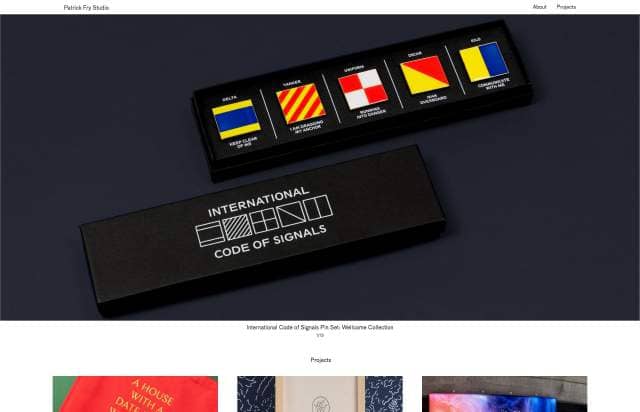 Patrick Fry Studio
About
Projects
DELTA
YANKEE
UNIFORM
OSCAR
KILO
KEEP CLEAR
OF ME
I AM DRAGGING
MY ANCHOR
RUNNING
INTO DANGER
MAN
OVERBOARD
COMMUNICATE
WITH ME
INTERNATIONAL
CODE OF SIGNALS
International Code of Signals Pin Set: Wellcome Collection
1/13
Projects
A HOUSE
WITH A
DATE